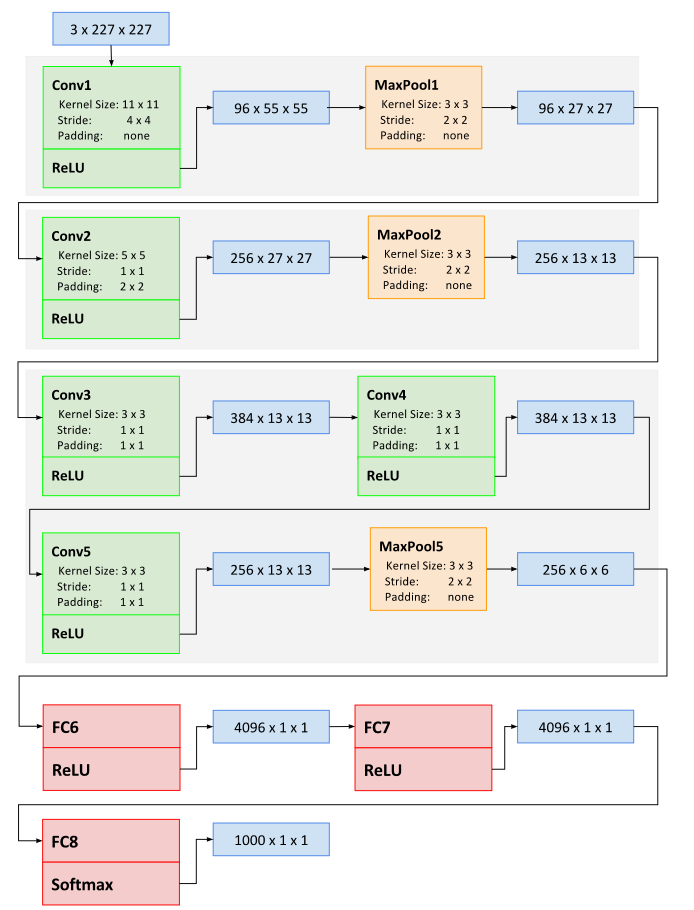 3 x 227 x 227
Conv1
Kernel Size: 11 x 11
Stride: 4 x 4
Padding: none
ReLU
96 x 55 x 55
MaxPool1
Kernel Size: 3 x 3
Stride: 2 x 2
Padding: none
96 x 27 x 27
Conv2
Kernel Size: 5 x 5
Stride: 1 x 1
Padding: 2 x 2
ReLU
256 x 27 x 27
MaxPool2
Kernel Size: 3 x 3
Stride: 2 x 2
Padding: none
256 x 13 x 13
Conv3
Kernel Size: 3 x 3
Stride: 1 x 1
Padding: 1 x 1
ReLU
384 x 13 x 13
Conv4
Kernel Size: 3 x 3
Stride: 1 x 1
Padding: 1 x 1
ReLU
384 x 13 x 13
Conv5
Kernel Size: 3 x 3
Stride: 1 x 1
Padding: 1 x 1
ReLU
256 x 13 x 13
MaxPool5
Kernel Size: 3 x 3
Stride: 2 x 2
Padding: none
256 x 6 x 6
FC6
ReLU
4096 x 1 x 1
FC7
ReLU
4096 x 1 x 1
FC8
Softmax
1000 x 1 x 1